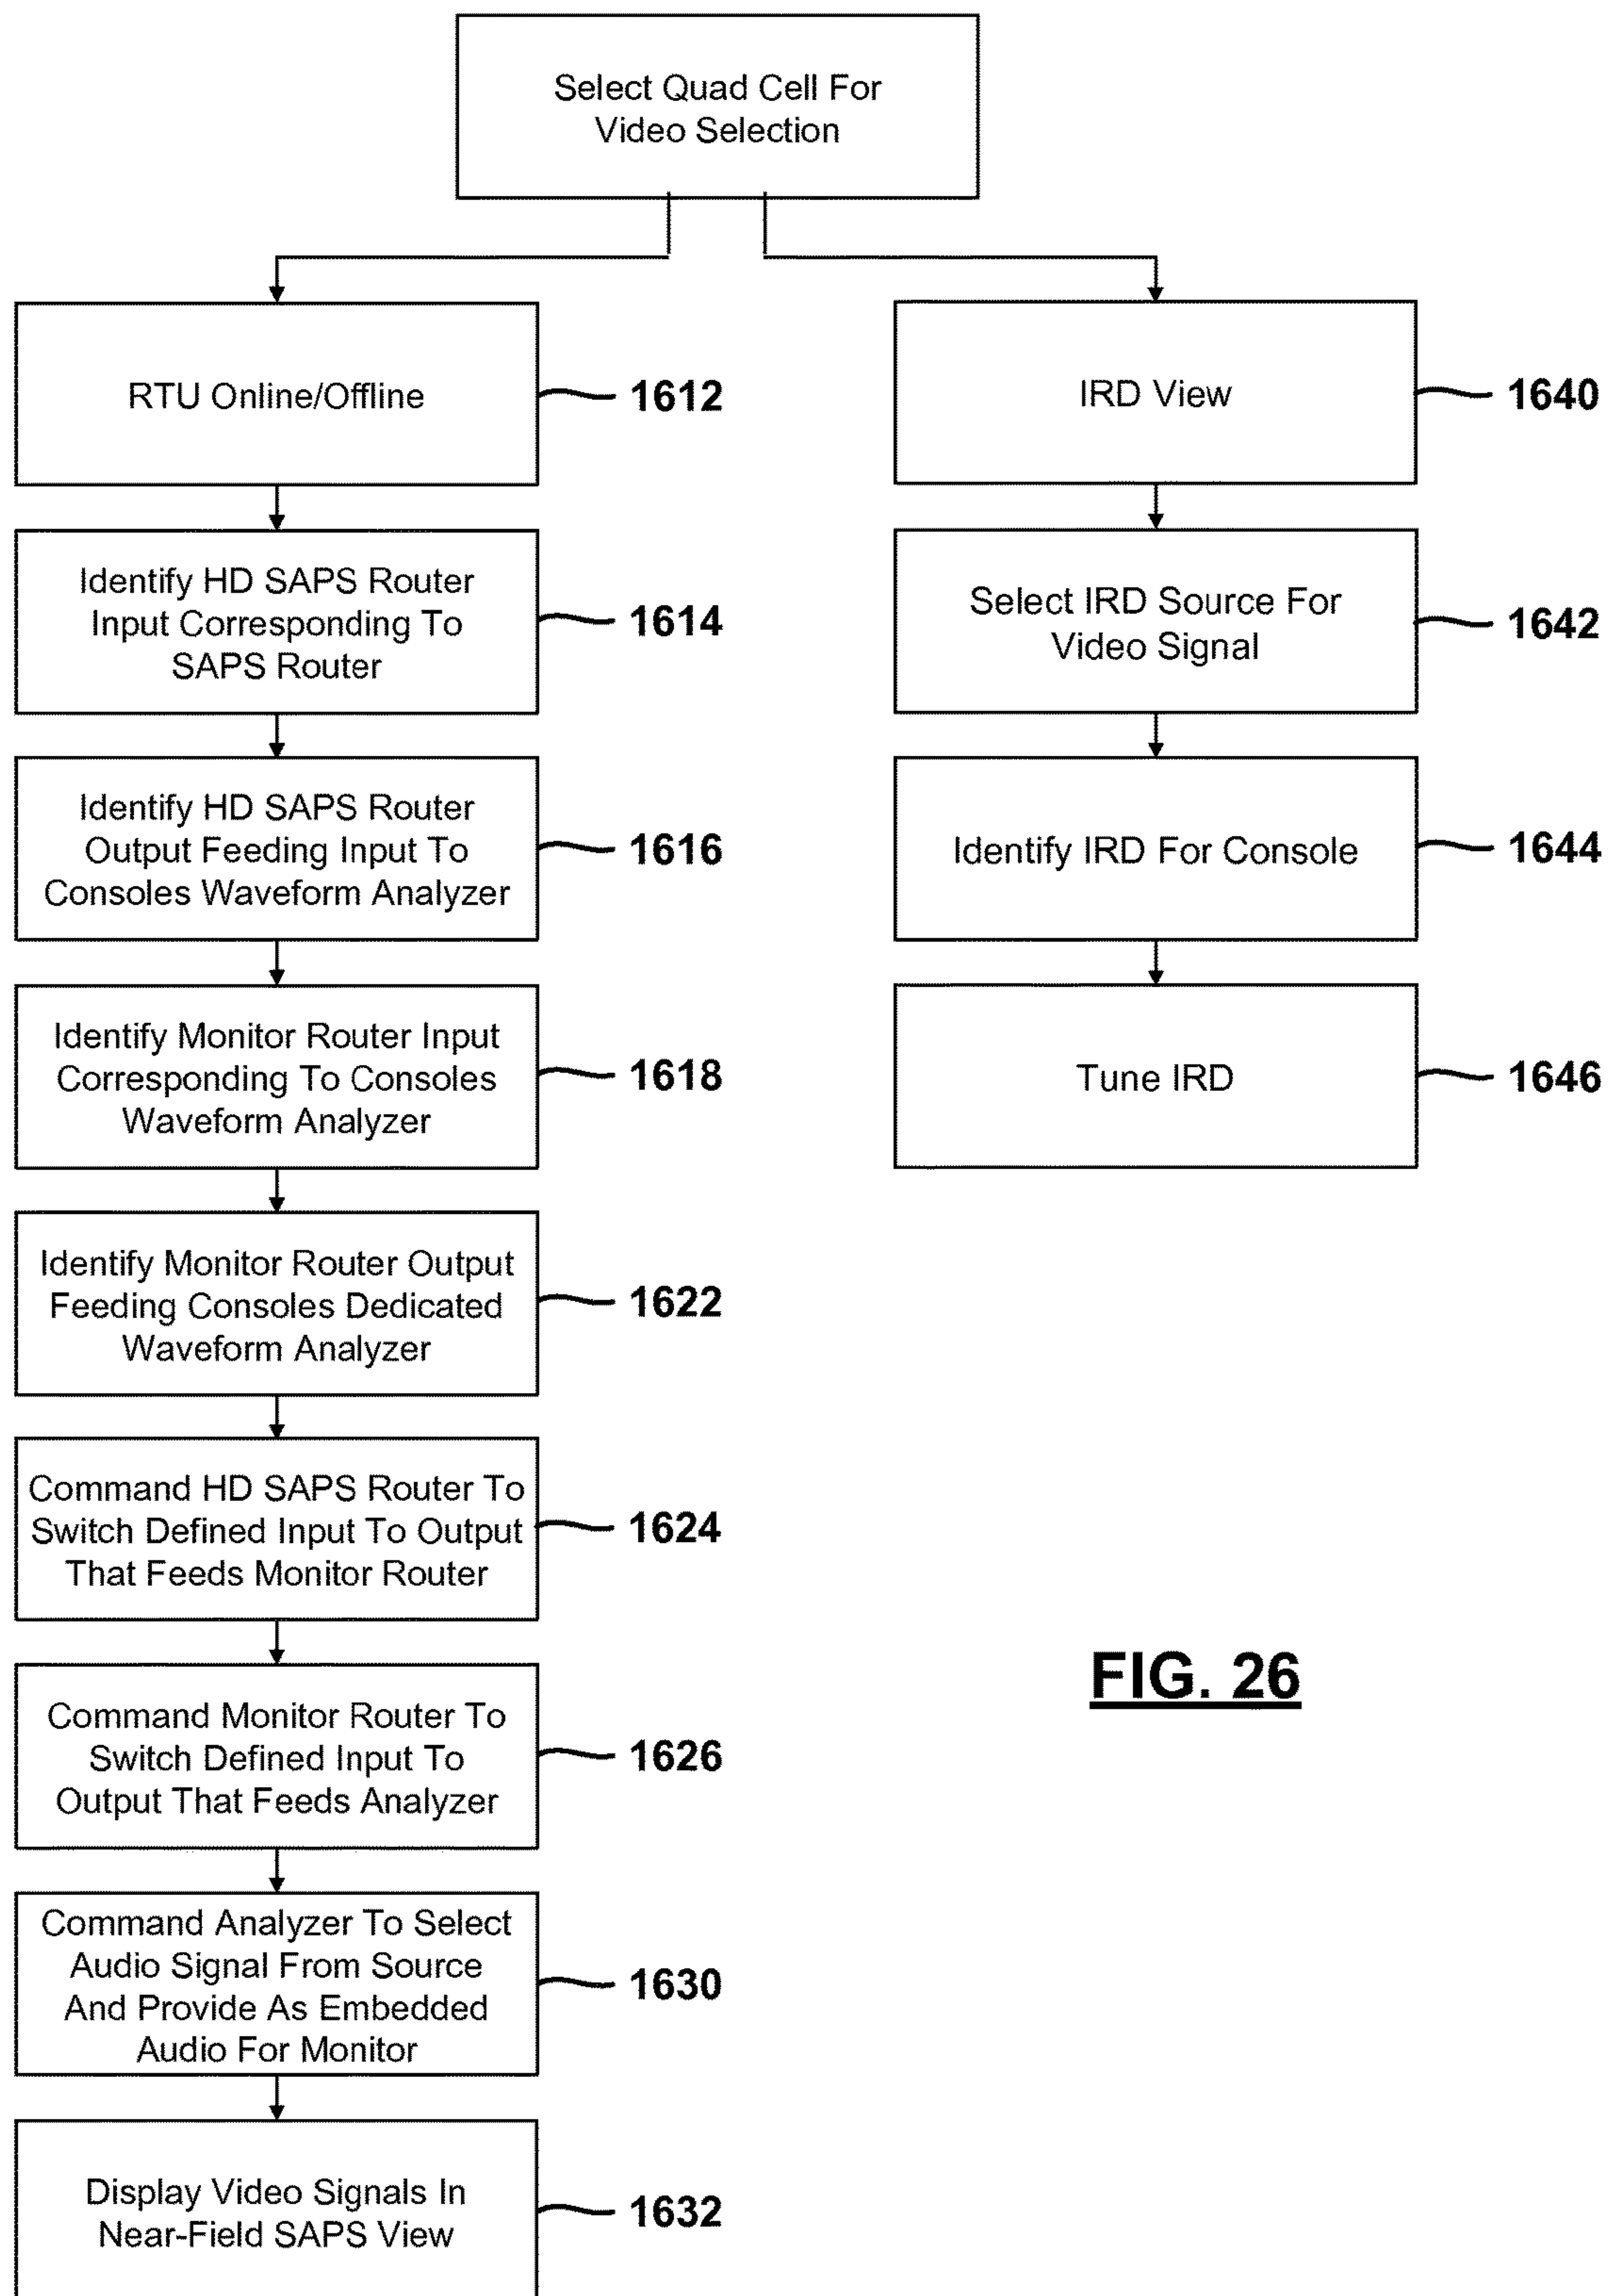 Select Quad Cell For
Video Selection
RTU Online/Offline
1612
Identify HD SAPS Router
Input Corresponding To
SAPS Router
1614
Identify HD SAPS Router
Output Feeding Input To
Consoles Waveform Analyzer
1616
Identify Monitor Router Input
Corresponding To Consoles
Waveform Analyzer
1618
Identify Monitor Router Output
Feeding Consoles Dedicated
Waveform Analyzer
1622
Command HD SAPS Router To
Switch Defined Input To Output
That Feeds Monitor Router
1624
Command Monitor Router To
Switch Defined Input To
Output That Feeds Analyzer
1626
Command Analyzer To Select
Audio Signal From Source
And Provide As Embedded
Audio For Monitor
1630
Display Video Signals In
Near-Field SAPS View
1632
IRD View
1640
Select IRD Source For
Video Signal
1642
Identify IRD For Console
1644
Tune IRD
1646
FIG. 26